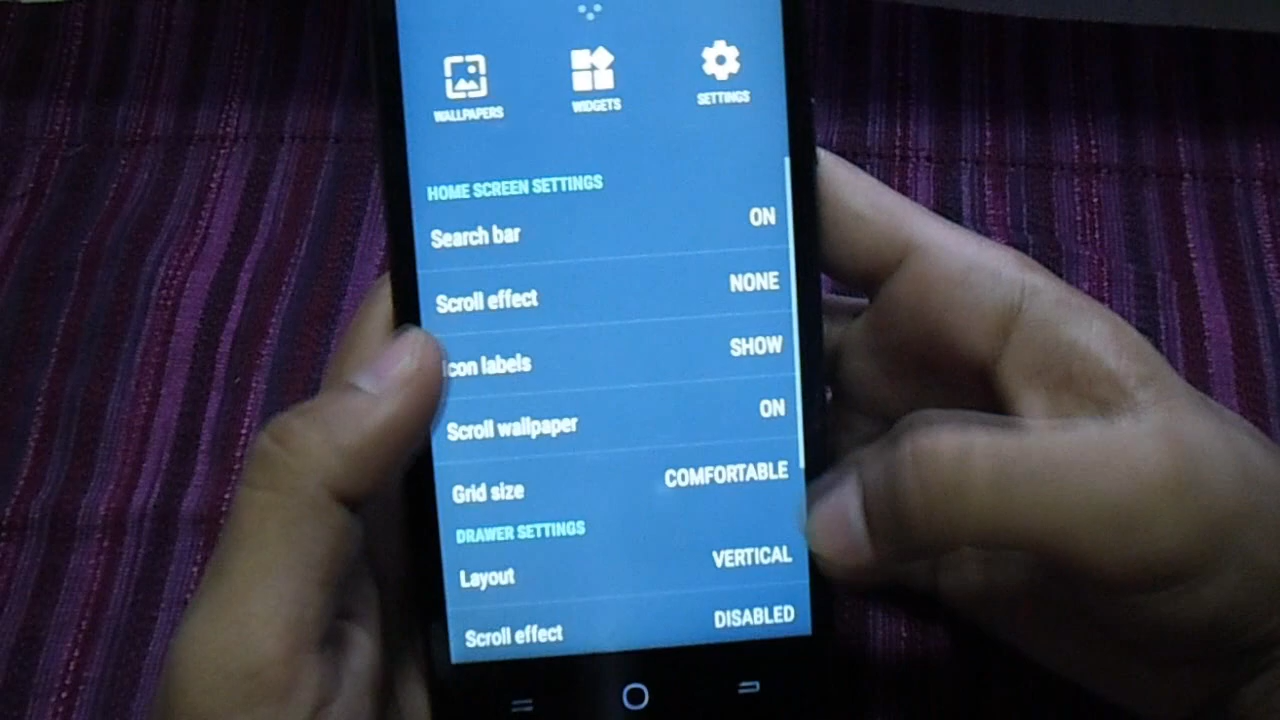 WALLPAPERS WIDGETS SETTINGS
HOME SCREEN SETTINGS
Search bar ON
Scroll effect NONE
Icon labels SHOW
Scroll wallpaper ON
Grid size COMFORTABLE
DRAWER SETTINGS
Layout VERTICAL
Scroll effect DISABLED